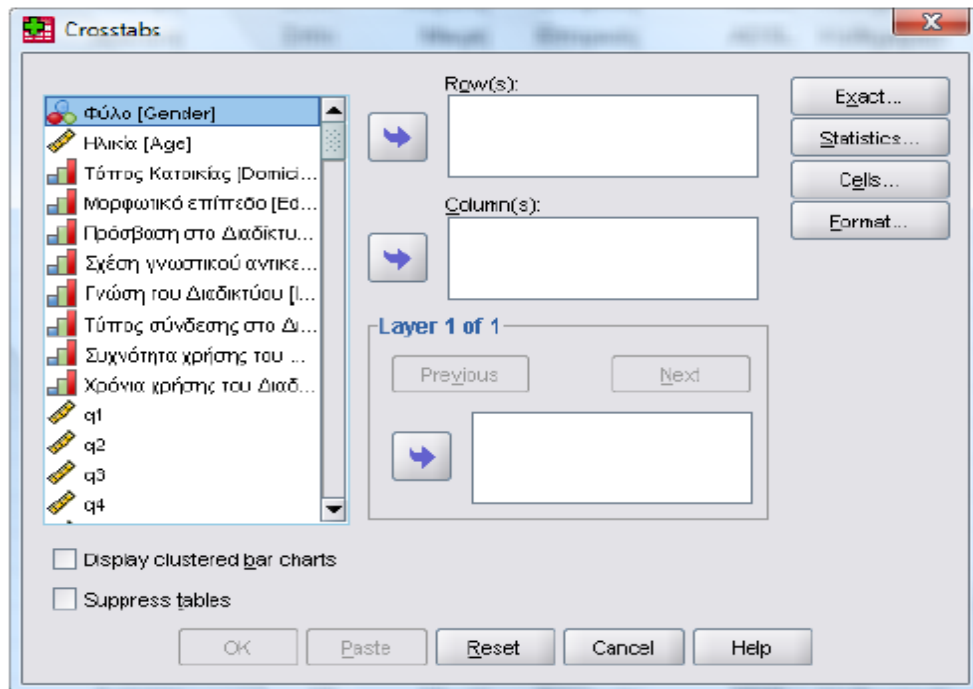 Crosstabs
Φύλο [Gender]
Ηλικία [Age]
Τύπος Κατοικίας [Domici...
Μορφωτικό επίπεδο [Ed...
Πρόσβαση στο Διαδίκτυ...
Σχέση γνωστικού αντικε...
Γνώση του Διαδικτύου [I...
Τύπος σύνδεσης στο Δι...
Συχνότητα χρήσης του ...
Χρόνια χρήσης του Διαδ...
q1
q2
q3
q4
Row(s):
Column(s):
Layer 1 of 1
Previous
Next
Exact...
Statistics...
Cells...
Format...
Display clustered bar charts
Suppress tables
OK
Paste
Reset
Cancel
Help